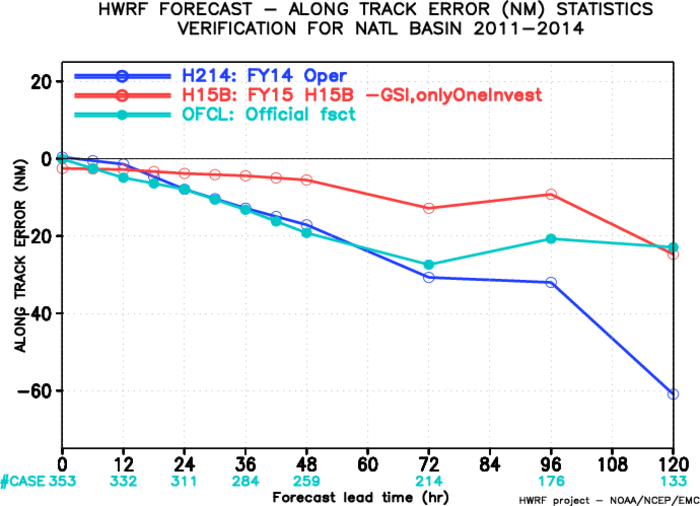 HWRF FORECAST – ALONG TRACK ERROR (NM) STATISTICS
VERIFICATION FOR NATL BASIN 2011–2014
H214: FY14 Oper
H15B: FY15 H15B –GSI,onlyOneInvest
OFCL: Official fsct
ALONG TRACK ERROR (NM)
20
0
–20
–40
–60
0 12 24 36 48 60 72 84 96 108 120
#CASE 353 332 311 284 259 214 176 133
Forecast lead time (hr)
HWRF project – NOAA/NCEP/EMC